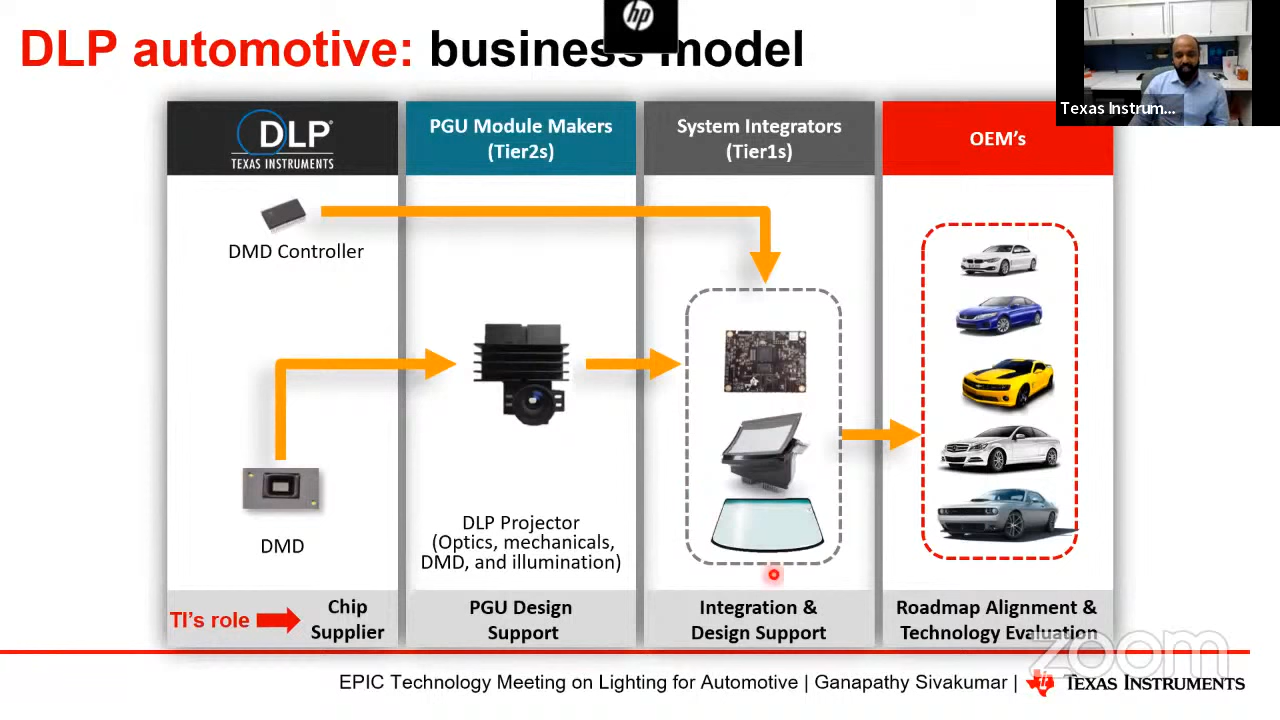 DLP automotive: business model
hp
Texas Instrum...
DLP®
TEXAS INSTRUMENTS
PGU Module Makers
(Tier2s)
System Integrators
(Tier1s)
OEM's
DMD Controller
DMD
DLP Projector
(Optics, mechanicals,
DMD, and illumination)
TI's role
Chip
Supplier
PGU Design
Support
Integration &
Design Support
Roadmap Alignment &
Technology Evaluation
zoom
EPIC Technology Meeting on Lighting for Automotive | Ganapathy Sivakumar |
TEXAS INSTRUMENTS